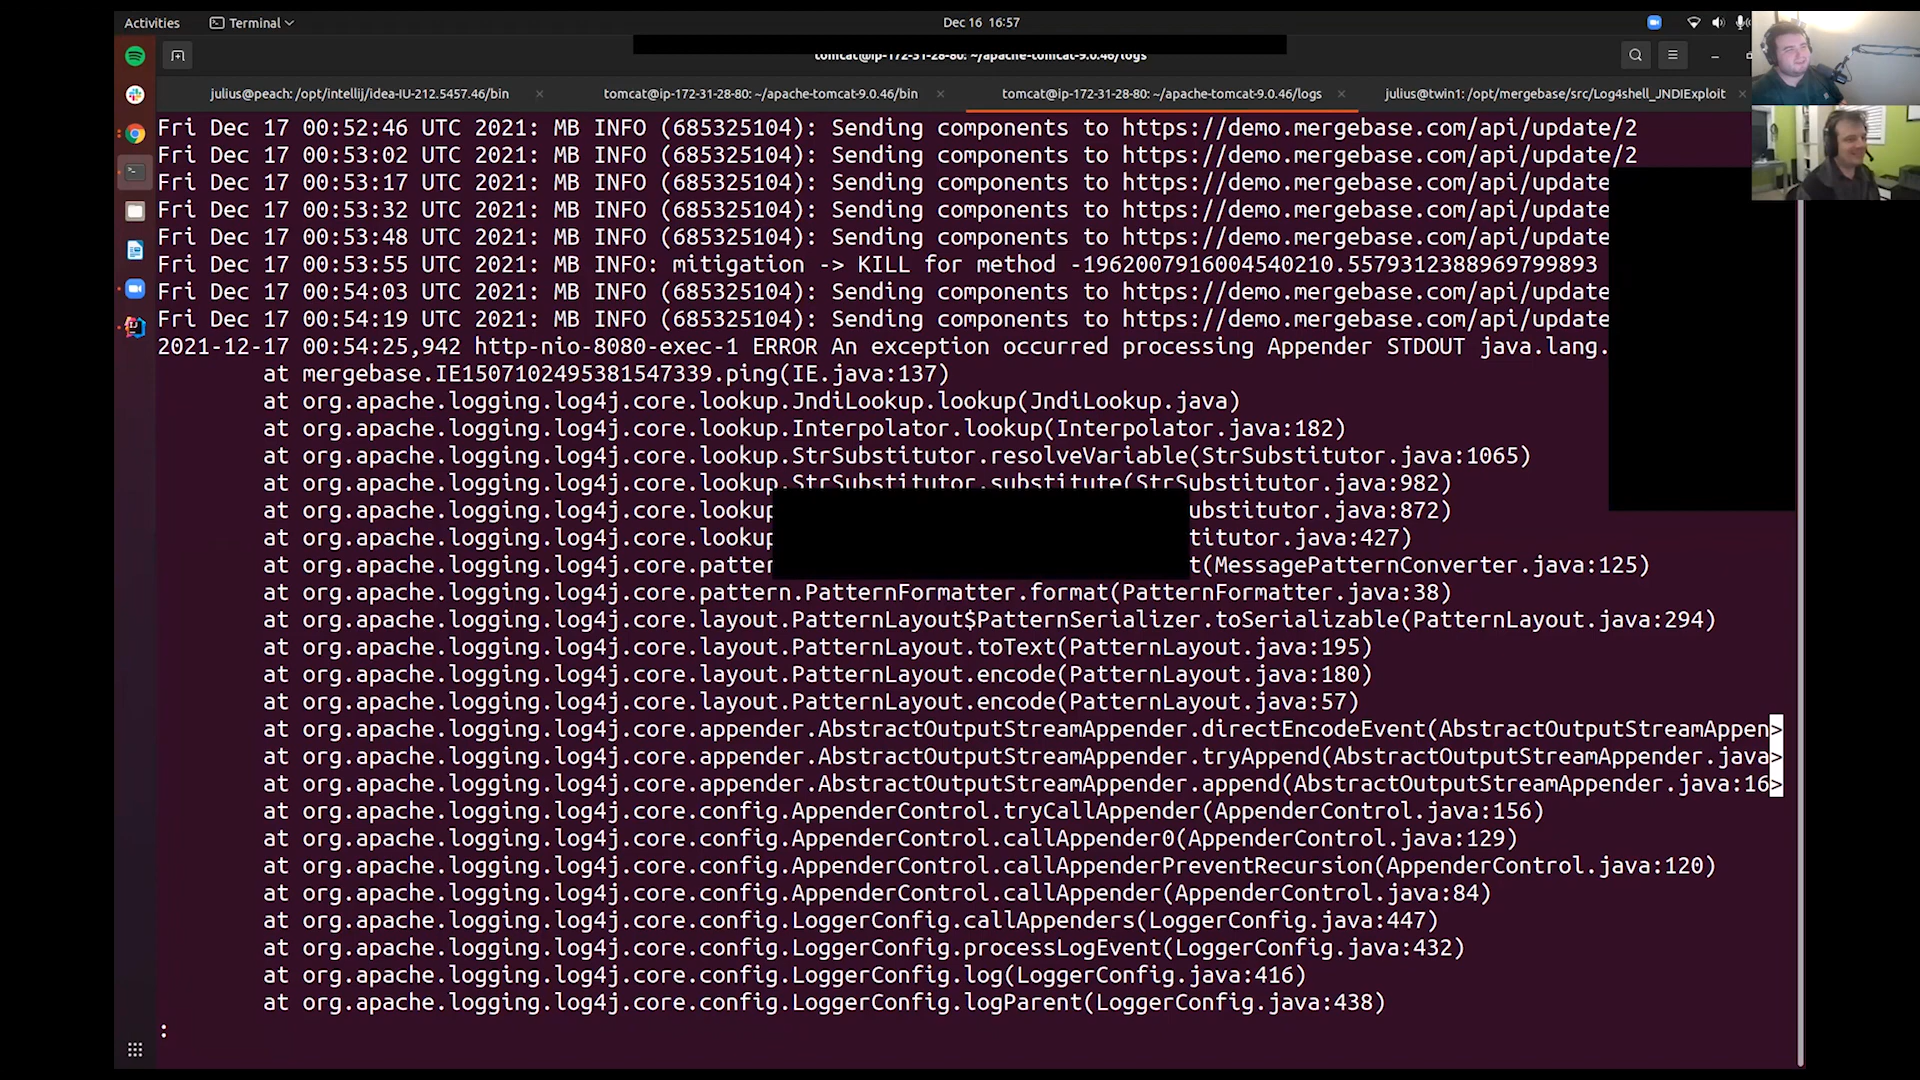 Activities
Terminal
Dec 16 16:57
tomcat@ip-172-31-28-80: ~/apache-tomcat-9.0.46/logs
julius@peach: /opt/intellij/idea-IU-212.5457.46/bin
tomcat@ip-172-31-28-80: ~/apache-tomcat-9.0.46/bin
tomcat@ip-172-31-28-80: ~/apache-tomcat-9.0.46/logs
julius@twin1: /opt/mergebase/src/Log4shell_JNDIExploit
Fri Dec 17 00:52:46 UTC 2021: MB INFO (685325104): Sending components to https://demo.mergebase.com/api/update/2
Fri Dec 17 00:53:02 UTC 2021: MB INFO (685325104): Sending components to https://demo.mergebase.com/api/update/2
Fri Dec 17 00:53:17 UTC 2021: MB INFO (685325104): Sending components to https://demo.mergebase.com/api/update
Fri Dec 17 00:53:32 UTC 2021: MB INFO (685325104): Sending components to https://demo.mergebase.com/api/update
Fri Dec 17 00:53:48 UTC 2021: MB INFO (685325104): Sending components to https://demo.mergebase.com/api/update
Fri Dec 17 00:53:55 UTC 2021: MB INFO: mitigation -> KILL for method -1962007916004540210.5579312388969799893
Fri Dec 17 00:54:03 UTC 2021: MB INFO (685325104): Sending components to https://demo.mergebase.com/api/update
Fri Dec 17 00:54:19 UTC 2021: MB INFO (685325104): Sending components to https://demo.mergebase.com/api/update
2021-12-17 00:54:25,942 http-nio-8080-exec-1 ERROR An exception occurred processing Appender STDOUT java.lang.
at mergebase.IE1507102495381547339.ping(IE.java:137)
at org.apache.logging.log4j.core.lookup.JndiLookup.lookup(JndiLookup.java)
at org.apache.logging.log4j.core.lookup.Interpolator.lookup(Interpolator.java:182)
at org.apache.logging.log4j.core.lookup.StrSubstitutor.resolveVariable(StrSubstitutor.java:1065)
at org.apache.logging.log4j.core.lookup.StrSubstitutor.substitute(StrSubstitutor.java:982)
at org.apache.logging.log4j.core.lookup ubstitutor.java:872)
at org.apache.logging.log4j.core.lookup titutor.java:427)
at org.apache.logging.log4j.core.patter t(MessagePatternConverter.java:125)
at org.apache.logging.log4j.core.pattern.PatternFormatter.format(PatternFormatter.java:38)
at org.apache.logging.log4j.core.layout.PatternLayout$PatternSerializer.toSerializable(PatternLayout.java:294)
at org.apache.logging.log4j.core.layout.PatternLayout.toText(PatternLayout.java:195)
at org.apache.logging.log4j.core.layout.PatternLayout.encode(PatternLayout.java:180)
at org.apache.logging.log4j.core.layout.PatternLayout.encode(PatternLayout.java:57)
at org.apache.logging.log4j.core.appender.AbstractOutputStreamAppender.directEncodeEvent(AbstractOutputStreamAppen>
at org.apache.logging.log4j.core.appender.AbstractOutputStreamAppender.tryAppend(AbstractOutputStreamAppender.java>
at org.apache.logging.log4j.core.appender.AbstractOutputStreamAppender.append(AbstractOutputStreamAppender.java:16>
at org.apache.logging.log4j.core.config.AppenderControl.tryCallAppender(AppenderControl.java:156)
at org.apache.logging.log4j.core.config.AppenderControl.callAppender0(AppenderControl.java:129)
at org.apache.logging.log4j.core.config.AppenderControl.callAppenderPreventRecursion(AppenderControl.java:120)
at org.apache.logging.log4j.core.config.AppenderControl.callAppender(AppenderControl.java:84)
at org.apache.logging.log4j.core.config.LoggerConfig.callAppenders(LoggerConfig.java:447)
at org.apache.logging.log4j.core.config.LoggerConfig.processLogEvent(LoggerConfig.java:432)
at org.apache.logging.log4j.core.config.LoggerConfig.log(LoggerConfig.java:416)
at org.apache.logging.log4j.core.config.LoggerConfig.logParent(LoggerConfig.java:438)
: